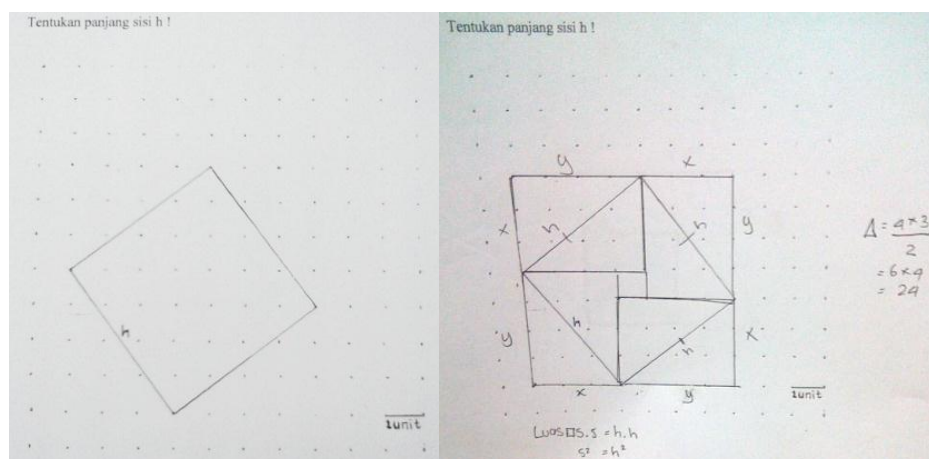 Tentukan panjang sisi h !
h
1unit
Tentukan panjang sisi h !
y x
x h h y
y h h x
x y
Δ = 4×3
2
= 6×4
= 24
1unit
Luas □ s.s = h.h
s² = h²